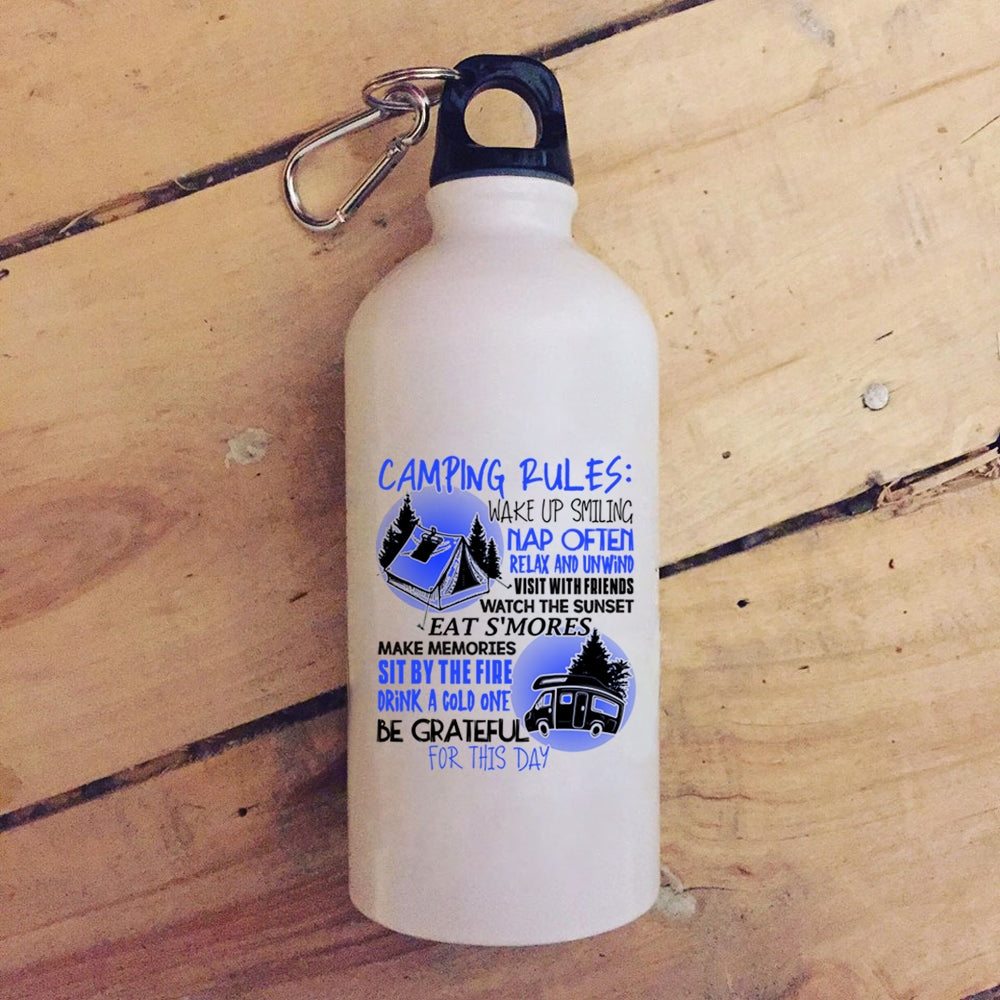 CAMPING RULES:
WAKE UP SMILING
NAP OFTEN
RELAX AND UNWIND
VISIT WITH FRIENDS
WATCH THE SUNSET
EAT S'MORES
MAKE MEMORIES
SIT BY THE FIRE
DRINK A COLD ONE
BE GRATEFUL
FOR THIS DAY